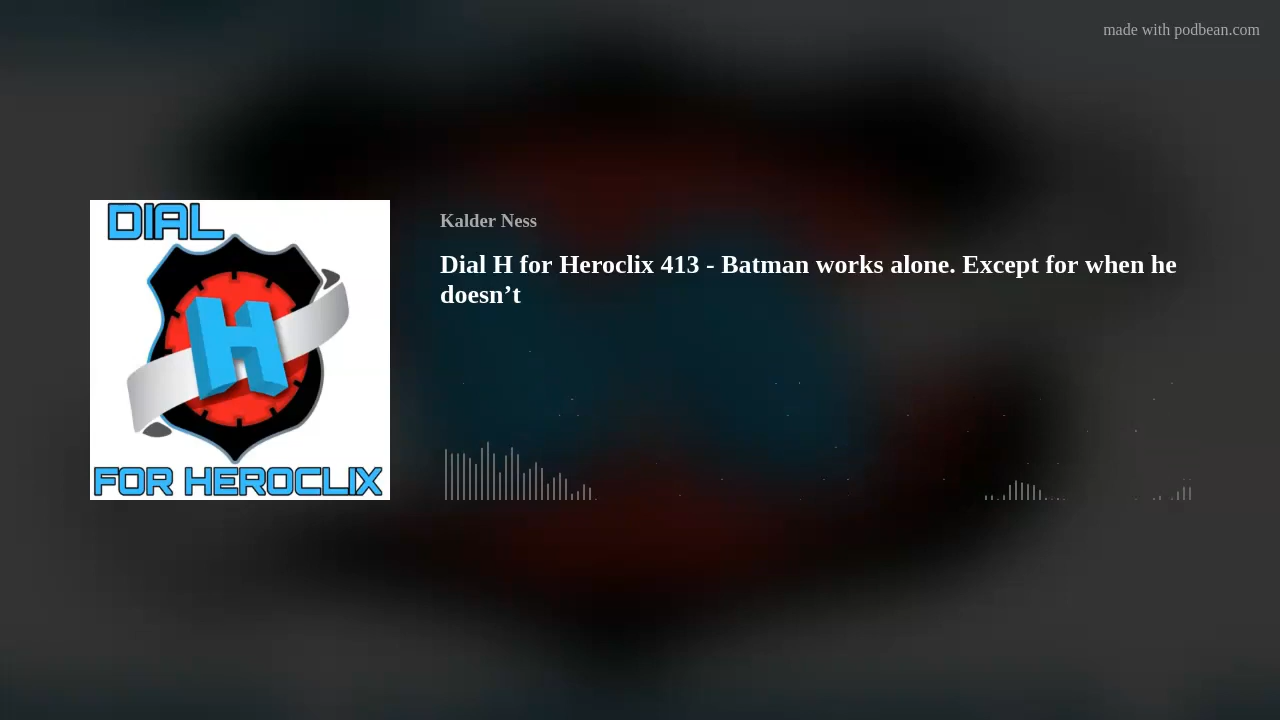 made with podbean.com
DIAL
H
FOR HEROCLIX
Kalder Ness
Dial H for Heroclix 413 - Batman works alone. Except for when he
doesn’t